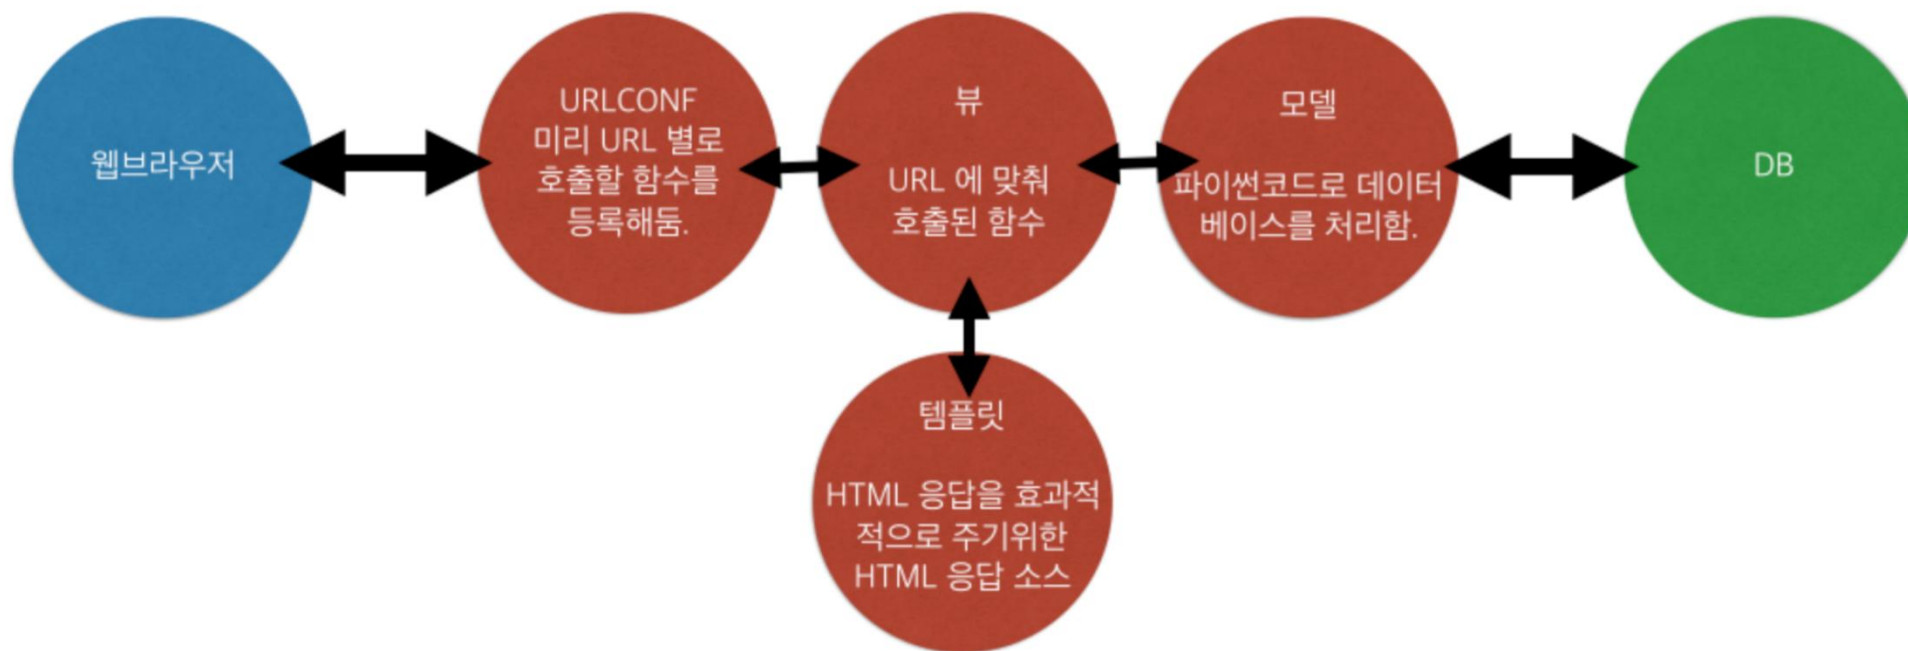 웹브라우저
URLCONF
미리 URL 별로
호출할 함수를
등록해둠.
뷰
URL 에 맞춰
호출된 함수
모델
파이썬코드로 데이터
베이스를 처리함.
DB
템플릿
HTML 응답을 효과적
적으로 주기위한
HTML 응답 소스